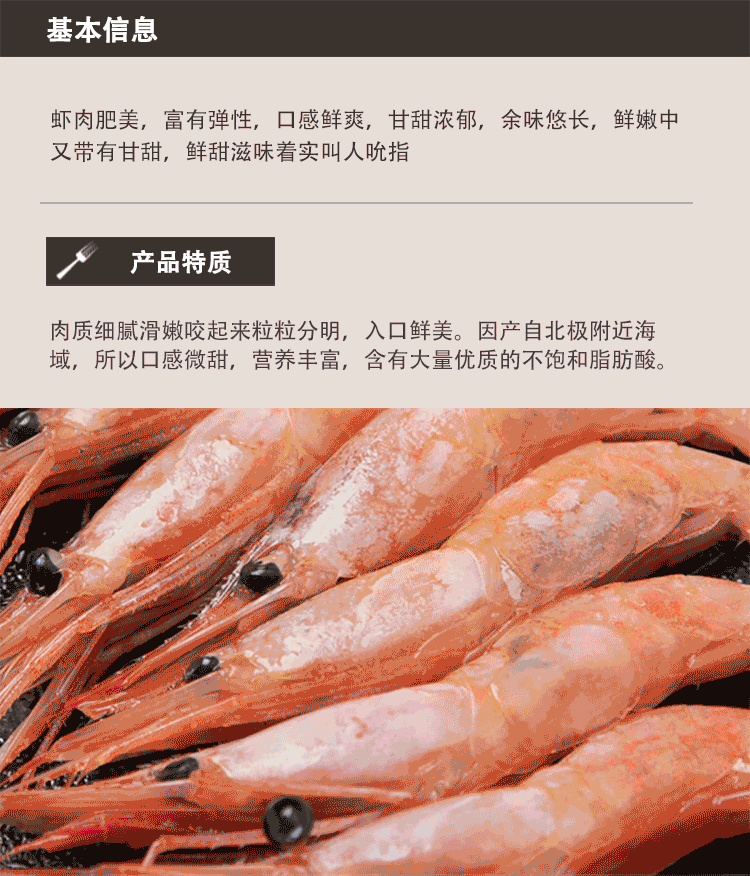 基本信息
虾肉肥美，富有弹性，口感鲜爽，甘甜浓郁，余味悠长，鲜嫩中
又带有甘甜，鲜甜滋味着实叫人吮指
产品特质
肉质细腻滑嫩咬起来粒粒分明，入口鲜美。因产自北极附近海
域，所以口感微甜，营养丰富，含有大量优质的不饱和脂肪酸。